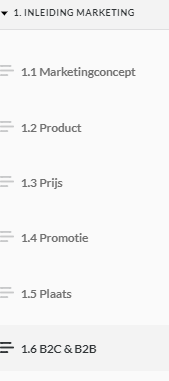 1. INLEIDING MARKETING
1.1 Marketingconcept
1.2 Product
1.3 Prijs
1.4 Promotie
1.5 Plaats
1.6 B2C & B2B